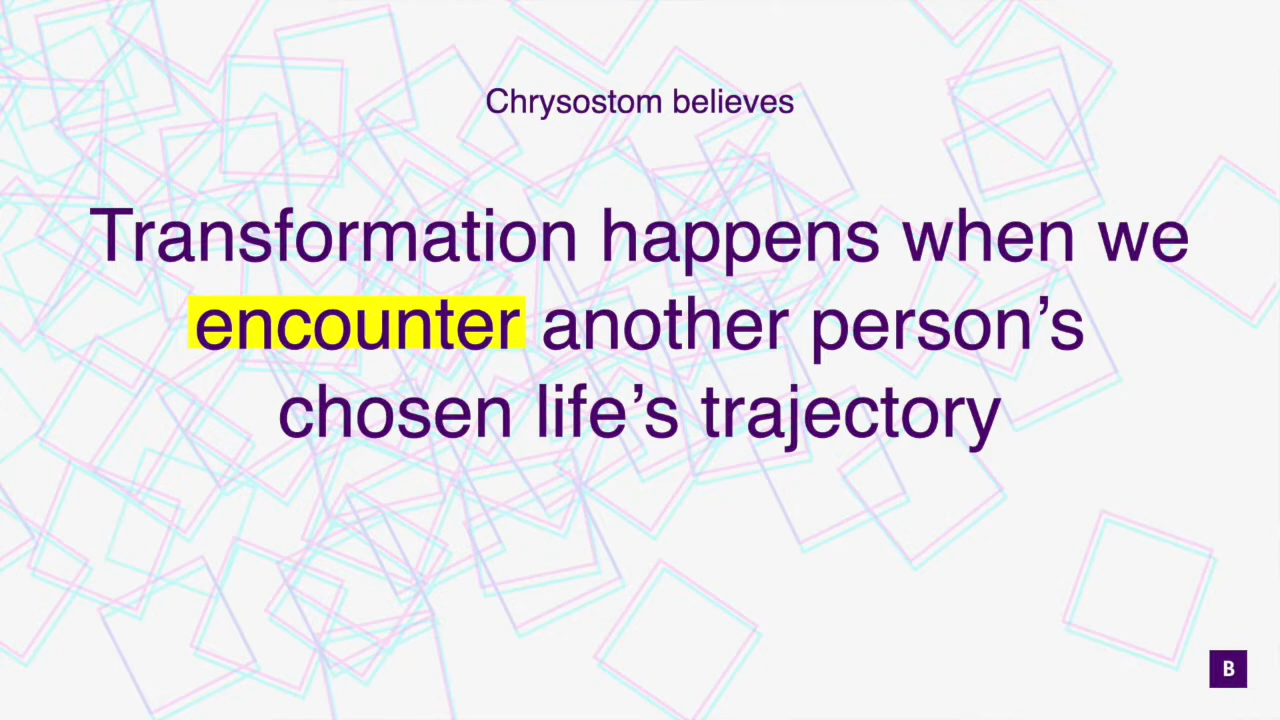 Chrysostom believes
Transformation happens when we
encounter another person’s
chosen life’s trajectory
B